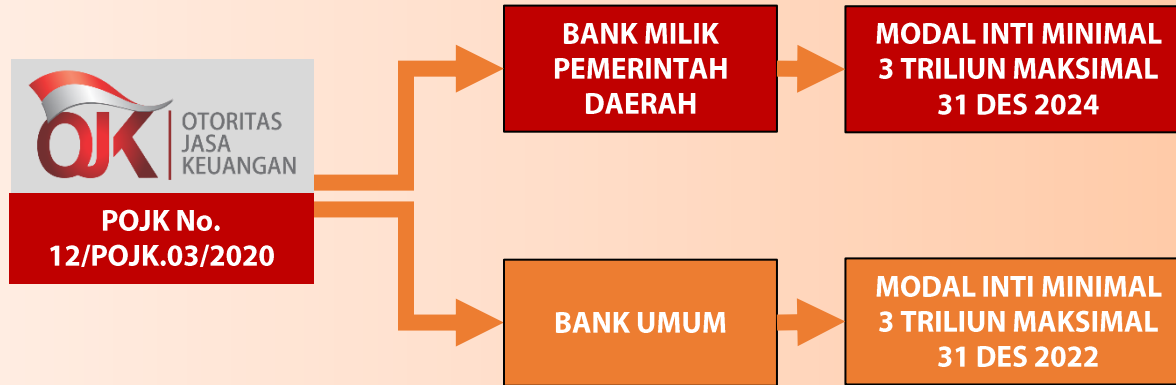 OJK
OTORITAS
JASA
KEUANGAN
POJK No.
12/POJK.03/2020
BANK MILIK
PEMERINTAH
DAERAH
MODAL INTI MINIMAL
3 TRILIUN MAKSIMAL
31 DES 2024
BANK UMUM
MODAL INTI MINIMAL
3 TRILIUN MAKSIMAL
31 DES 2022